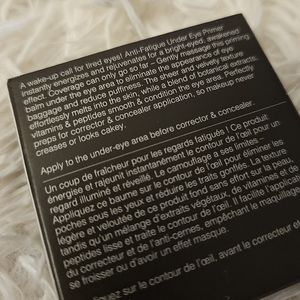 A wake-up call for tired eyes! Anti-Fatigue Under Eye Primer
instantly energizes and rejuvenates for a bright-eyed, awakened
effect. Coverage can only go so far – Gently message this priming
balm under the eye area to eliminate the appearance of eye
baggage and reduce puffiness. The sheer and velvety texture
effortlessly melts into the skin, while a blend of botanical extracts,
vitamins & peptides smooth & condition the eye area. Perfectly
preps for corrector & concealer application, so makeup never
creases or looks cakey.
Apply to the under-eye area before corrector & concealer.
Un coup de fraîcheur pour les regards fatigués ! Ce produit
énergise et rajeunit instantanément le contour de l'œil pour un
regard illuminé et réveillé. Le camouflage a ses limites –
Appliquez ce baume sur le contour de l'œil pour éliminer les
poches sous les yeux et réduire les traits gonflés. La texture
légère et veloutée de ce produit fond sans effort sur la peau,
tandis qu'un mélange d'extraits végétaux, de vitamines et de
peptides lisse et traite le contour de l'œil. Il facilite l'application
du correcteur et de l'anti-cernes, empêchant le maquillage
de se froisser ou d'avoir un effet masque.
le contour de l'œil, avant le correcteur et